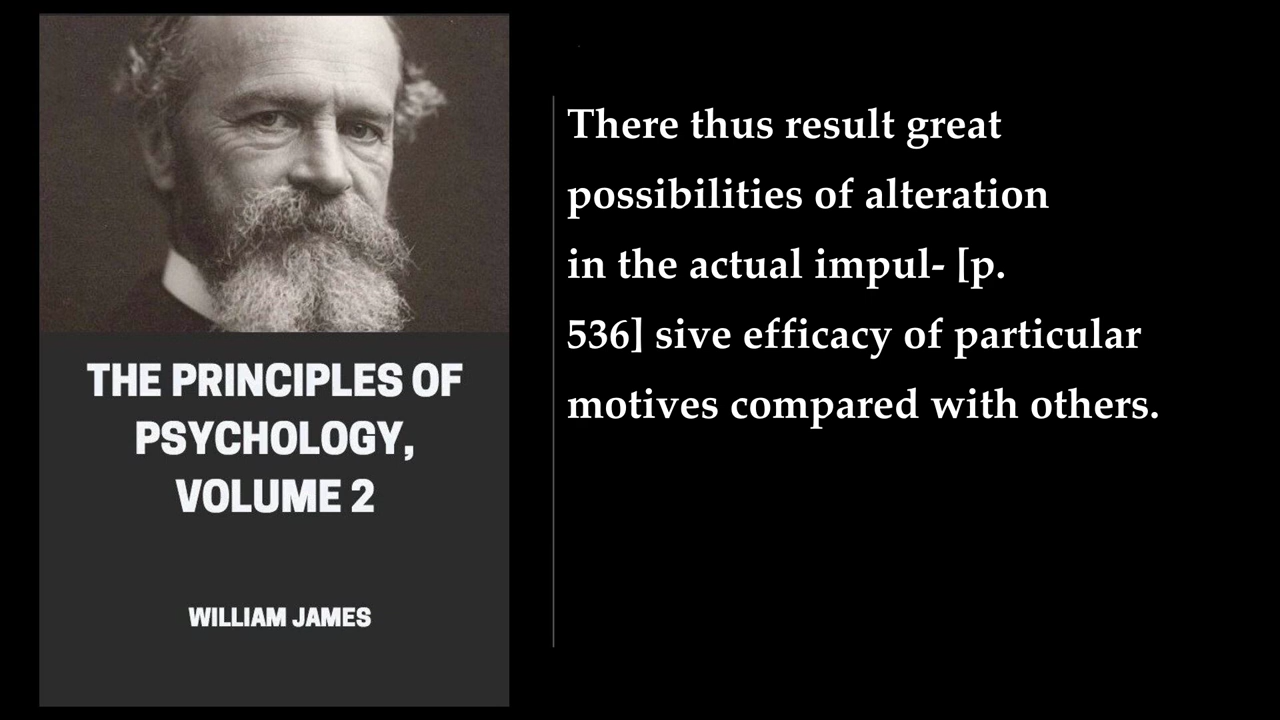 THE PRINCIPLES OF
PSYCHOLOGY,
VOLUME 2
WILLIAM JAMES
There thus result great
possibilities of alteration
in the actual impul- [p.
536] sive efficacy of particular
motives compared with others.